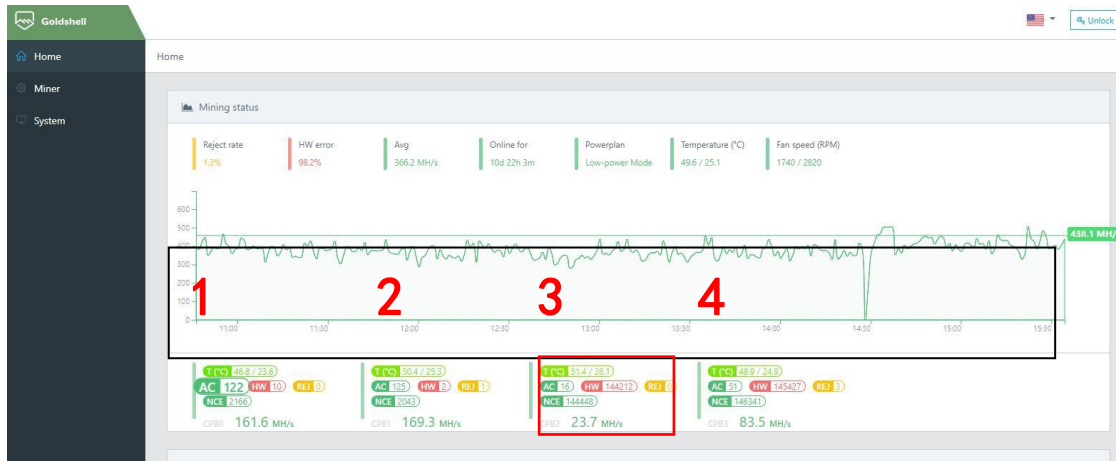 Goldshell
Unlock
Home
Miner
System
Home
Mining status
Reject rate
1.3%
HW error
98.2%
Avg
366.2 MH/s
Online for
10d 22h 3m
Powerplan
Low-power Mode
Temperature (°C)
49.6 / 25.1
Fan speed (RPM)
1740 / 2820
600
500
400
300
200
100
0
438.1 MH/
1 2 3 4
11:00 11:30 12:00 12:30 13:00 13:30 14:00 14:30 15:00 15:30
T (°C) 46.8 / 23.6
AC 122 HW 10 REJ 0
NCE 2166
CPB0 161.6 MH/s
T (°C) 50.4 / 25.3
AC 125 HW 2 REJ 1
NCE 2043
CPB1 169.3 MH/s
T (°C) 51.4 / 26.1
AC 16 HW 144212 REJ 0
NCE 144448
CPB2 23.7 MH/s
T (°C) 48.9 / 24.9
AC 51 HW 145427 REJ 3
NCE 146341
CPB3 83.5 MH/s